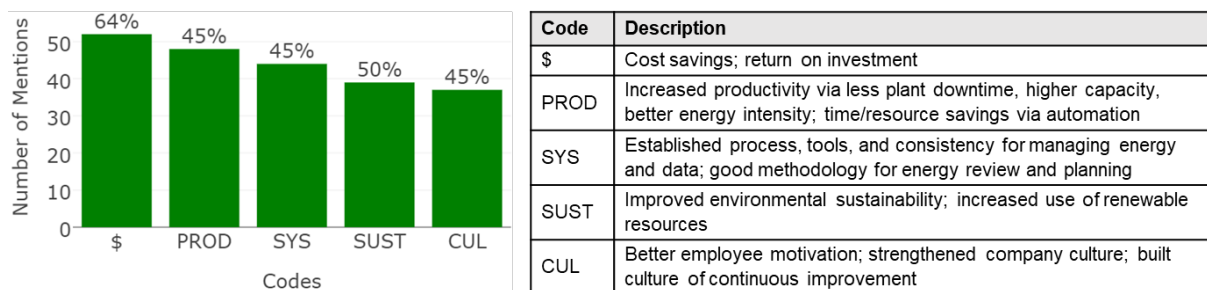 64%
45%
45%
50%
45%
50
40
30
20
10
0
Number of Mentions
$ PROD SYS SUST CUL
Codes
Code Description
$ Cost savings; return on investment
PROD Increased productivity via less plant downtime, higher capacity,
better energy intensity; time/resource savings via automation
SYS Established process, tools, and consistency for managing energy
and data; good methodology for energy review and planning
SUST Improved environmental sustainability; increased use of renewable
resources
CUL Better employee motivation; strengthened company culture; built
culture of continuous improvement